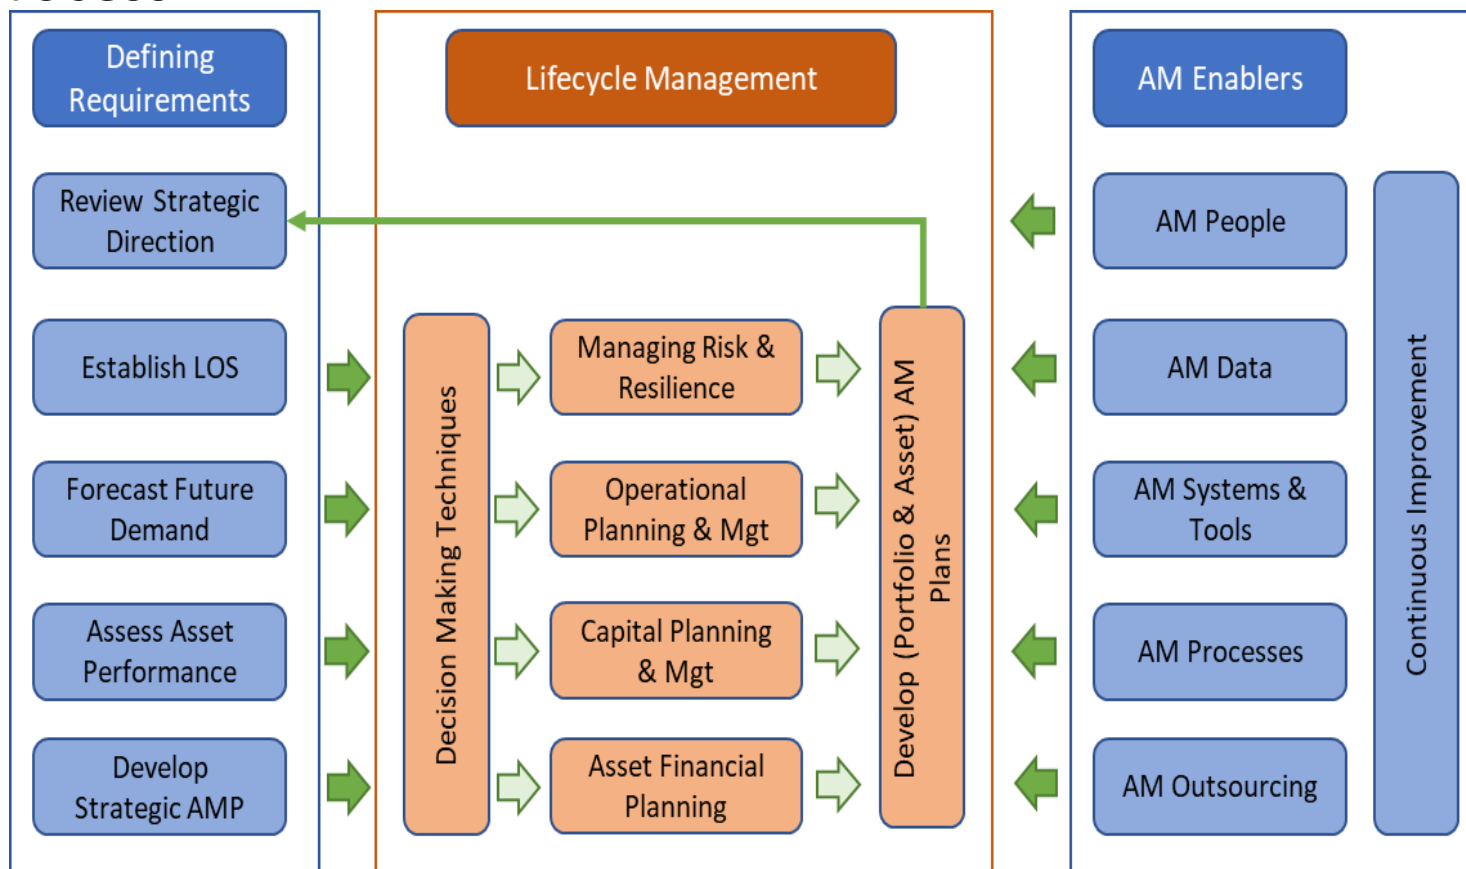 Defining
Requirements
Review Strategic
Direction
Establish LOS
Forecast Future
Demand
Assess Asset
Performance
Develop
Strategic AMP
Lifecycle Management
Decision Making Techniques
Managing Risk &
Resilience
Operational
Planning & Mgt
Capital Planning
& Mgt
Asset Financial
Planning
Develop (Portfolio & Asset) AM
Plans
AM Enablers
AM People
AM Data
AM Systems &
Tools
AM Processes
AM Outsourcing
Continuous Improvement